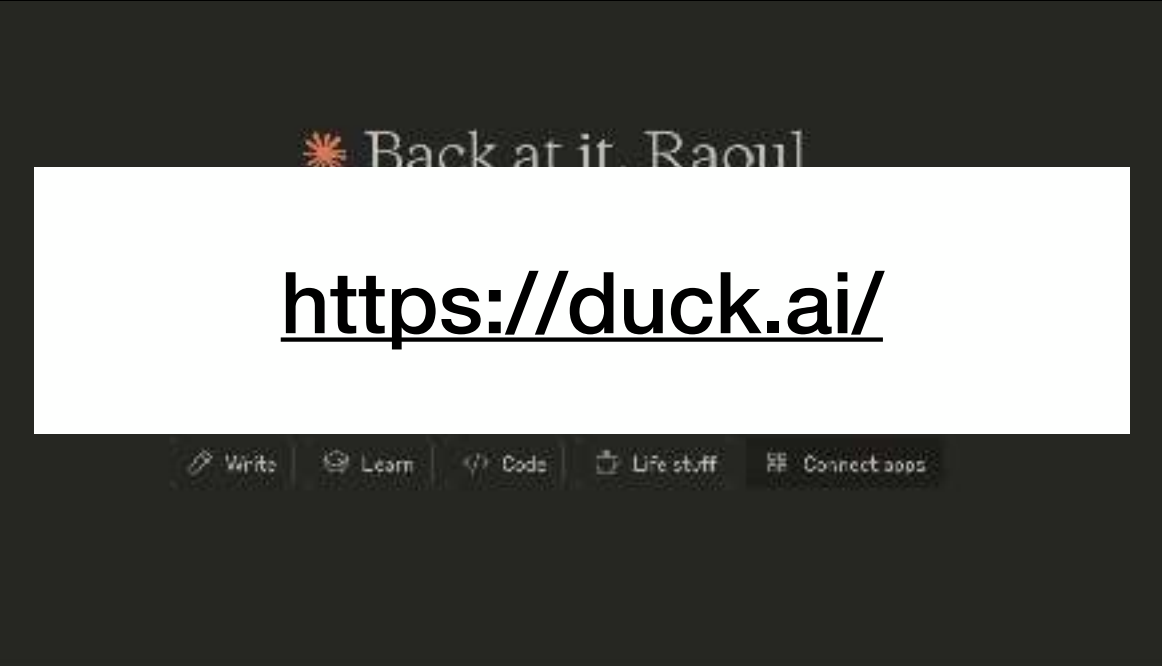 Back at it, Raoul
https://duck.ai/
Write
Learn
Code
Life stuff
Connect apps